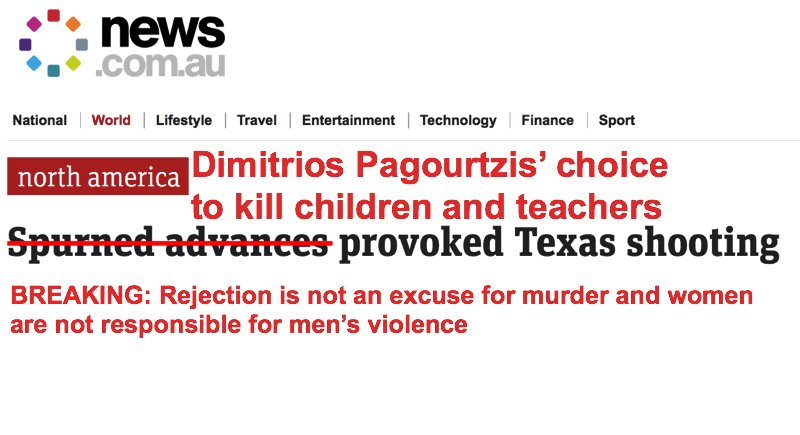 news
.com.au
National World Lifestyle Travel Entertainment Technology Finance Sport
north america Dimitrios Pagourtzis’ choice
to kill children and teachers
Spurned advances provoked Texas shooting
BREAKING: Rejection is not an excuse for murder and women
are not responsible for men’s violence